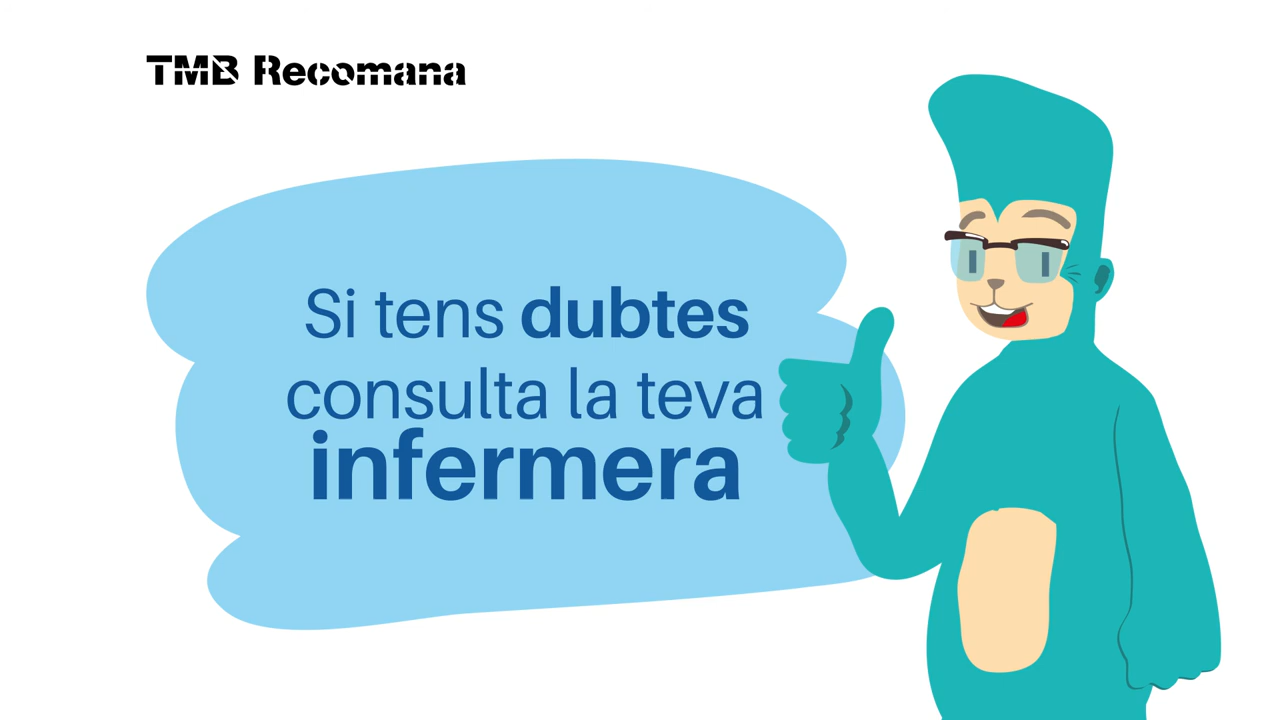 TMB Recomana
Si tens dubtes
consulta la teva
infermera